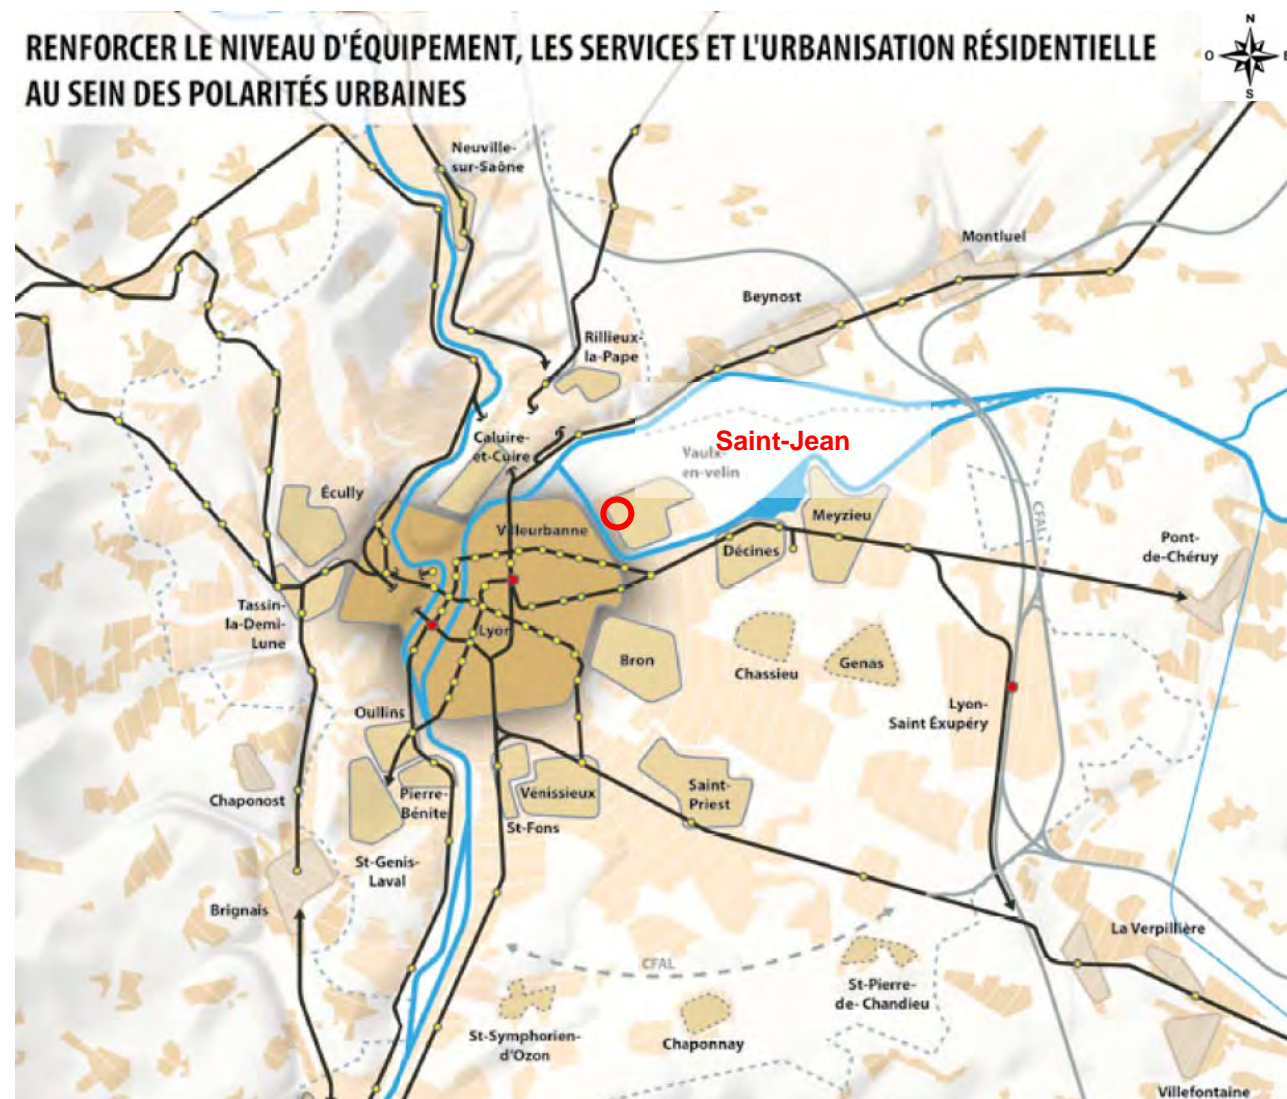 RENFORCER LE NIVEAU D'ÉQUIPEMENT, LES SERVICES ET L'URBANISATION RÉSIDENTIELLE
AU SEIN DES POLARITÉS URBAINES
N
O
E
S
Neuville-
sur-Saône
Montluel
Beynost
Rillieux-
la-Pape
Caluire-
et-Cuire
Saint-Jean
Vaulx-
en-velin
Écully
Villeurbanne
Meyzieu
Décines
CFAL
Pont-
de-Chéruy
Tassin-
la-Demi-
Lune
Lyon
Bron
Chassieu
Genas
Lyon-
Saint Éxupéry
Oullins
Chaponost
Pierre-
Bénite
Vénissieux
St-Fons
Saint-
Priest
St-Genis-
Laval
Brignais
La Verpillière
CFAL
St-Pierre-
de- Chandieu
St-Symphorien-
d'Ozon
Chaponnay
Villefontaine